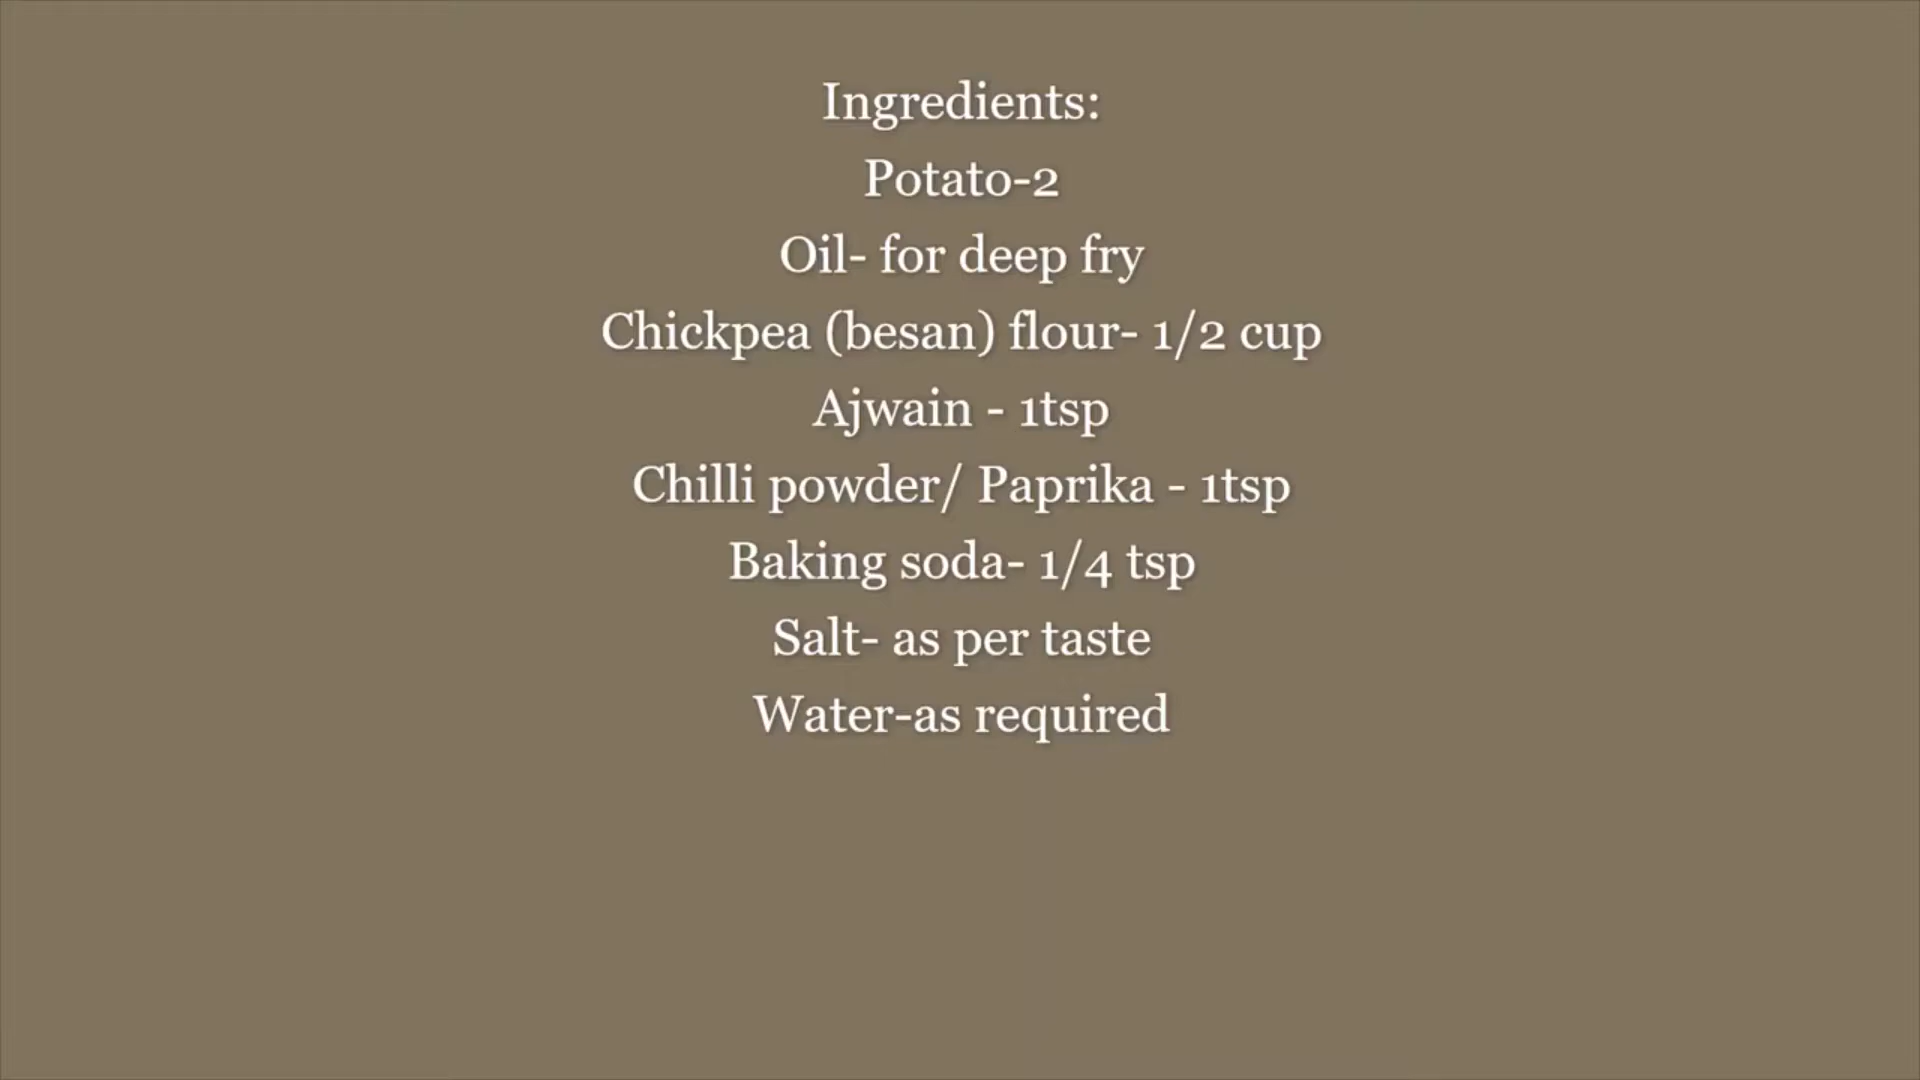 Ingredients:
Potato-2
Oil- for deep fry
Chickpea (besan) flour- 1/2 cup
Ajwain - 1tsp
Chilli powder/ Paprika - 1tsp
Baking soda- 1/4 tsp
Salt- as per taste
Water-as required